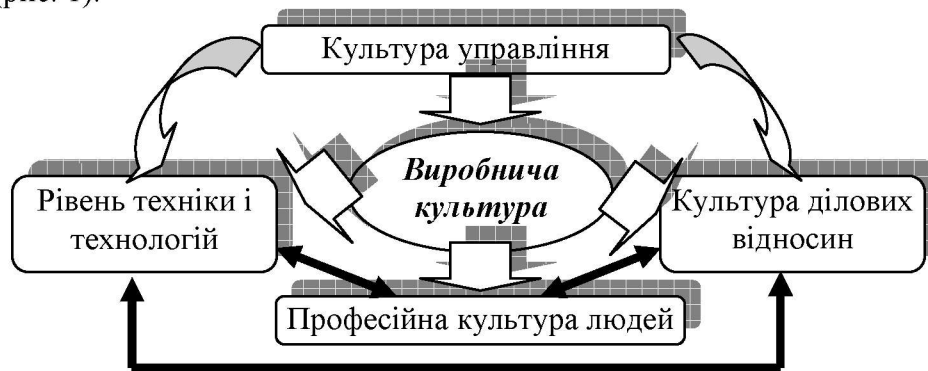 (рис. 1).
Культура управління
Виробнича
культура
Рівень техніки і
технологій
Культура ділових
відносин
Професійна культура людей